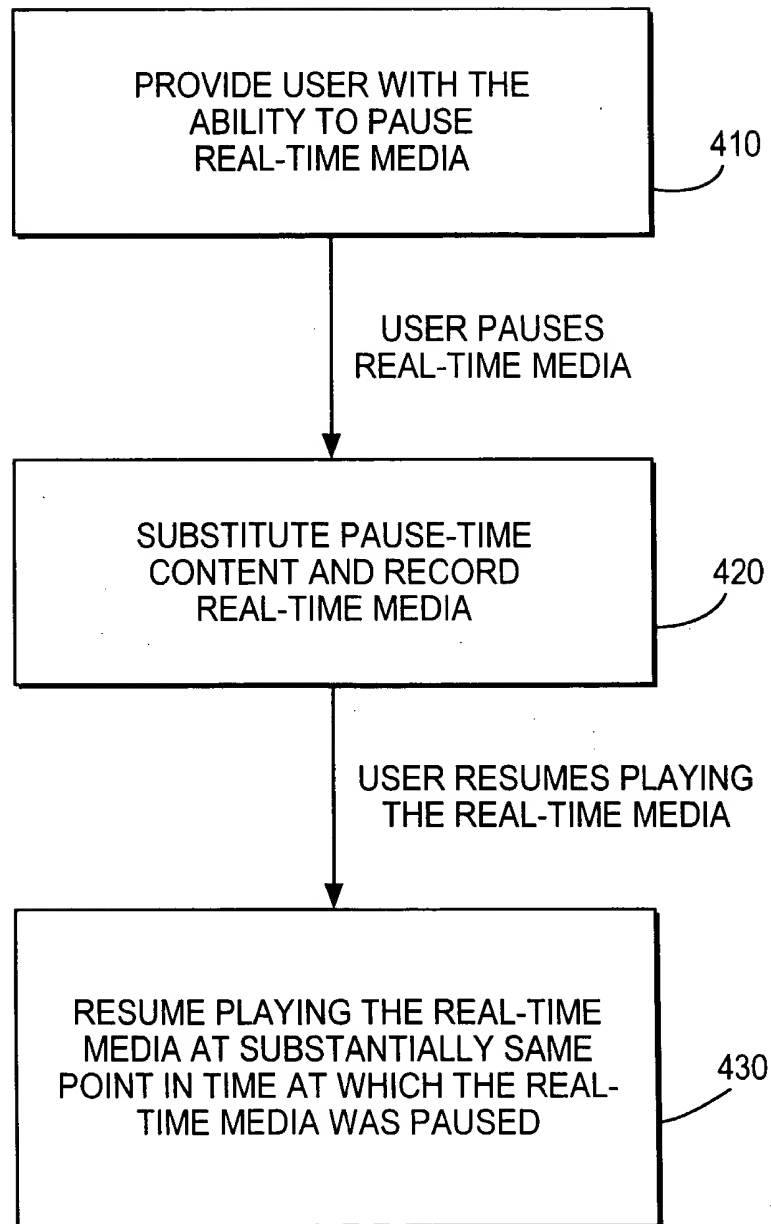 PROVIDE USER WITH THE
ABILITY TO PAUSE
REAL-TIME MEDIA
410
USER PAUSES
REAL-TIME MEDIA
SUBSTITUTE PAUSE-TIME
CONTENT AND RECORD
REAL-TIME MEDIA
420
USER RESUMES PLAYING
THE REAL-TIME MEDIA
RESUME PLAYING THE REAL-TIME
MEDIA AT SUBSTANTIALLY SAME
POINT IN TIME AT WHICH THE REAL-
TIME MEDIA WAS PAUSED
430